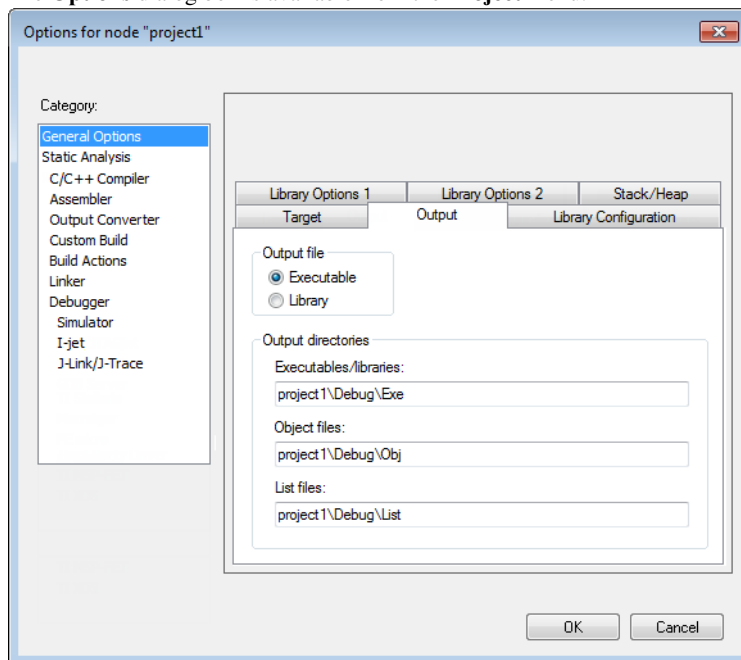 Options for node "project1"
Category:
General Options
Static Analysis
C/C++ Compiler
Assembler
Output Converter
Custom Build
Build Actions
Linker
Debugger
Simulator
I-jet
J-Link/J-Trace
Library Options 1
Library Options 2
Stack/Heap
Target
Output
Library Configuration
Output file
Executable
Library
Output directories
Executables/libraries:
project1\Debug\Exe
Object files:
project1\Debug\Obj
List files:
project1\Debug\List
OK
Cancel